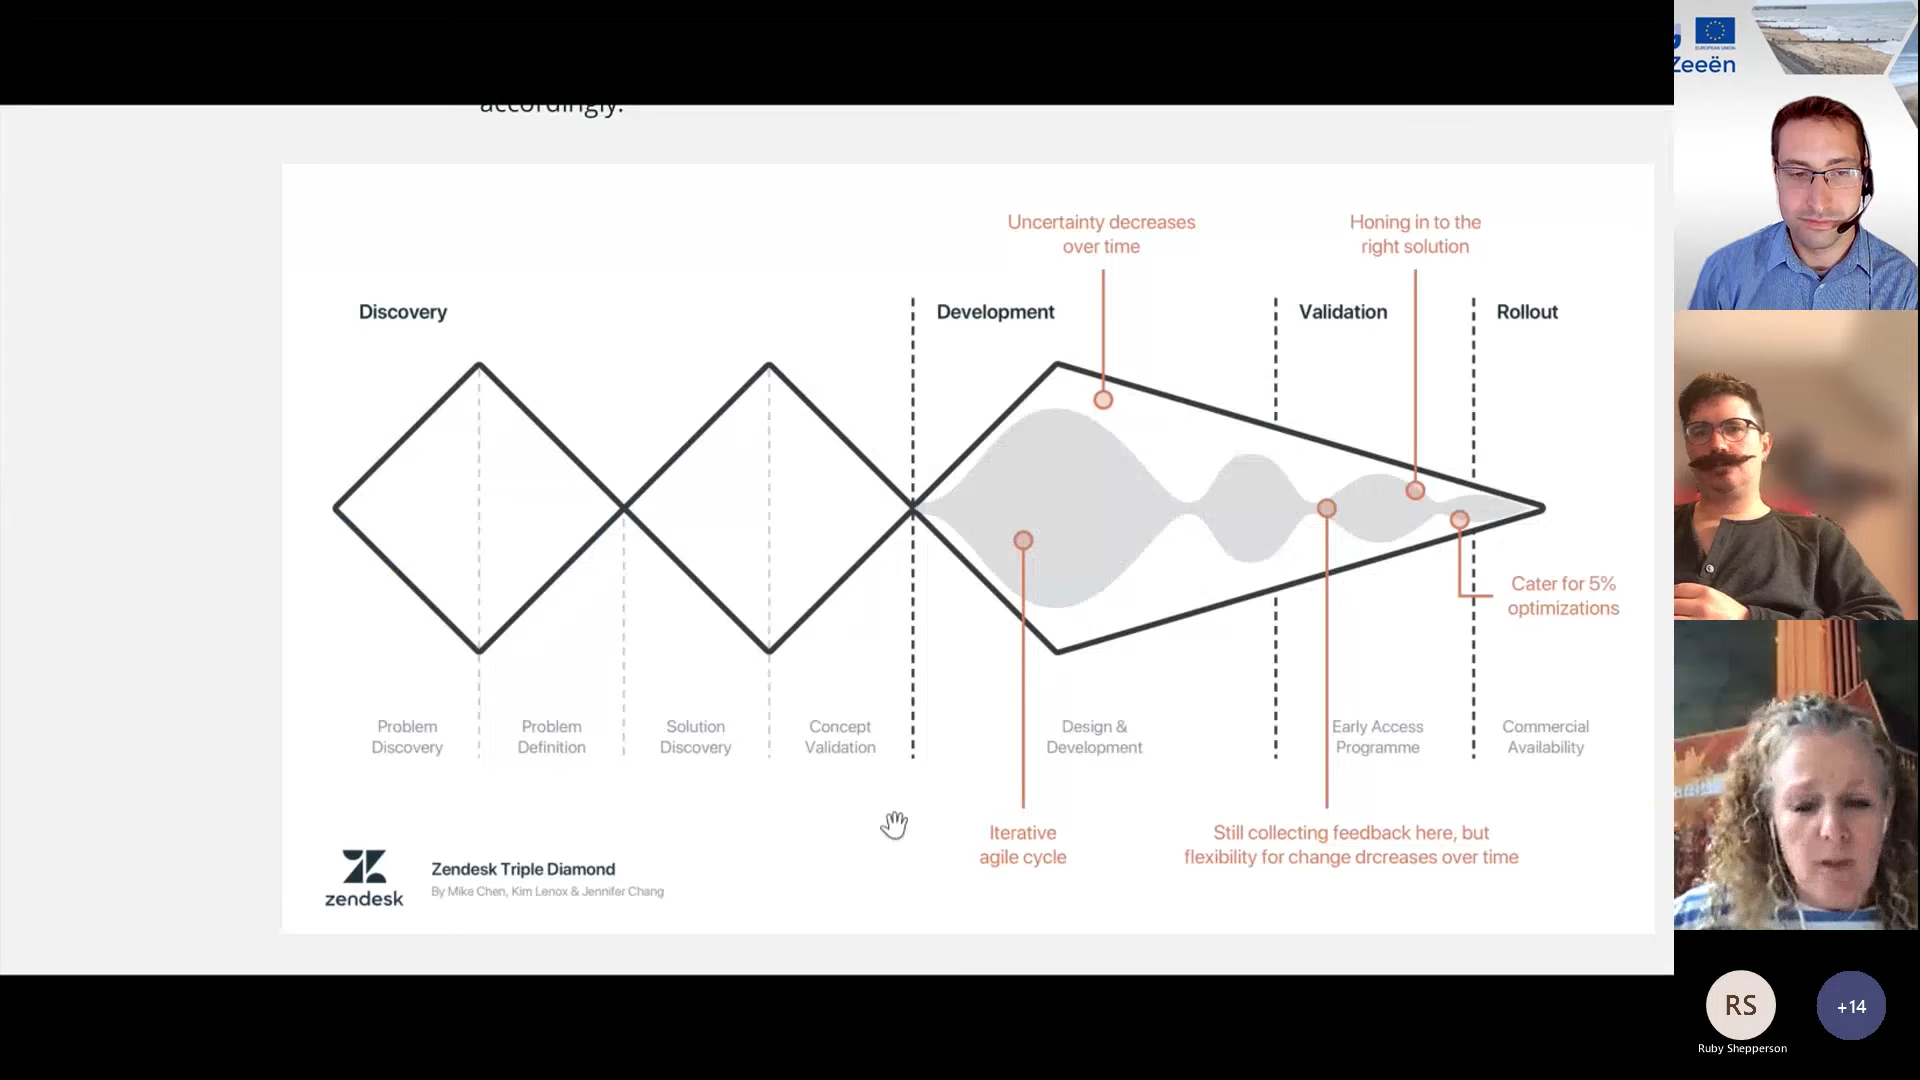 accordingly.
Uncertainty decreases
over time
Honing in to the
right solution
Discovery
Development
Validation
Rollout
Cater for 5%
optimizations
Problem
Discovery
Problem
Definition
Solution
Discovery
Concept
Validation
Design &
Development
Early Access
Programme
Commercial
Availability
Iterative
agile cycle
Still collecting feedback here, but
flexibility for change drcreases over time
zendesk
Zendesk Triple Diamond
By Mike Chen, Kim Lenox & Jennifer Chang
EUROPEAN UNION
Zeeën
RS
Ruby Shepperson
+14